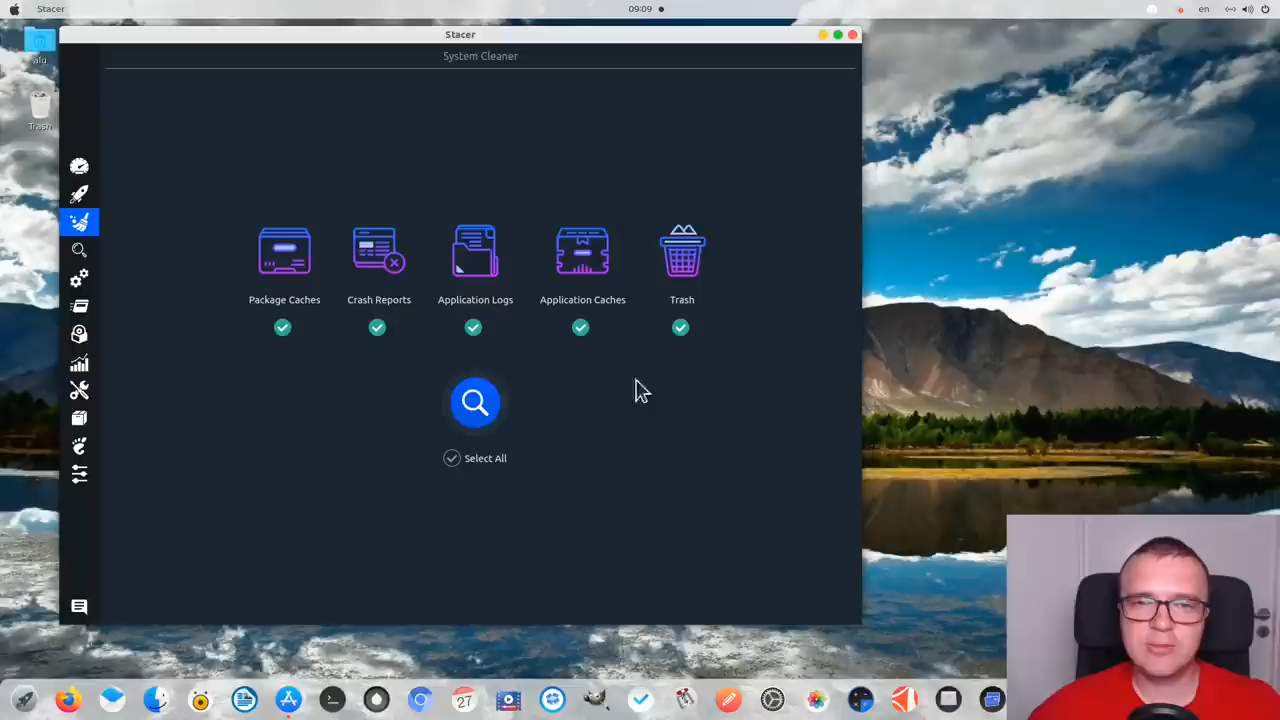 Stacer
09:09
en
Stacer
System Cleaner
alu
Trash
Package Caches
Crash Reports
Application Logs
Application Caches
Trash
Select All
27